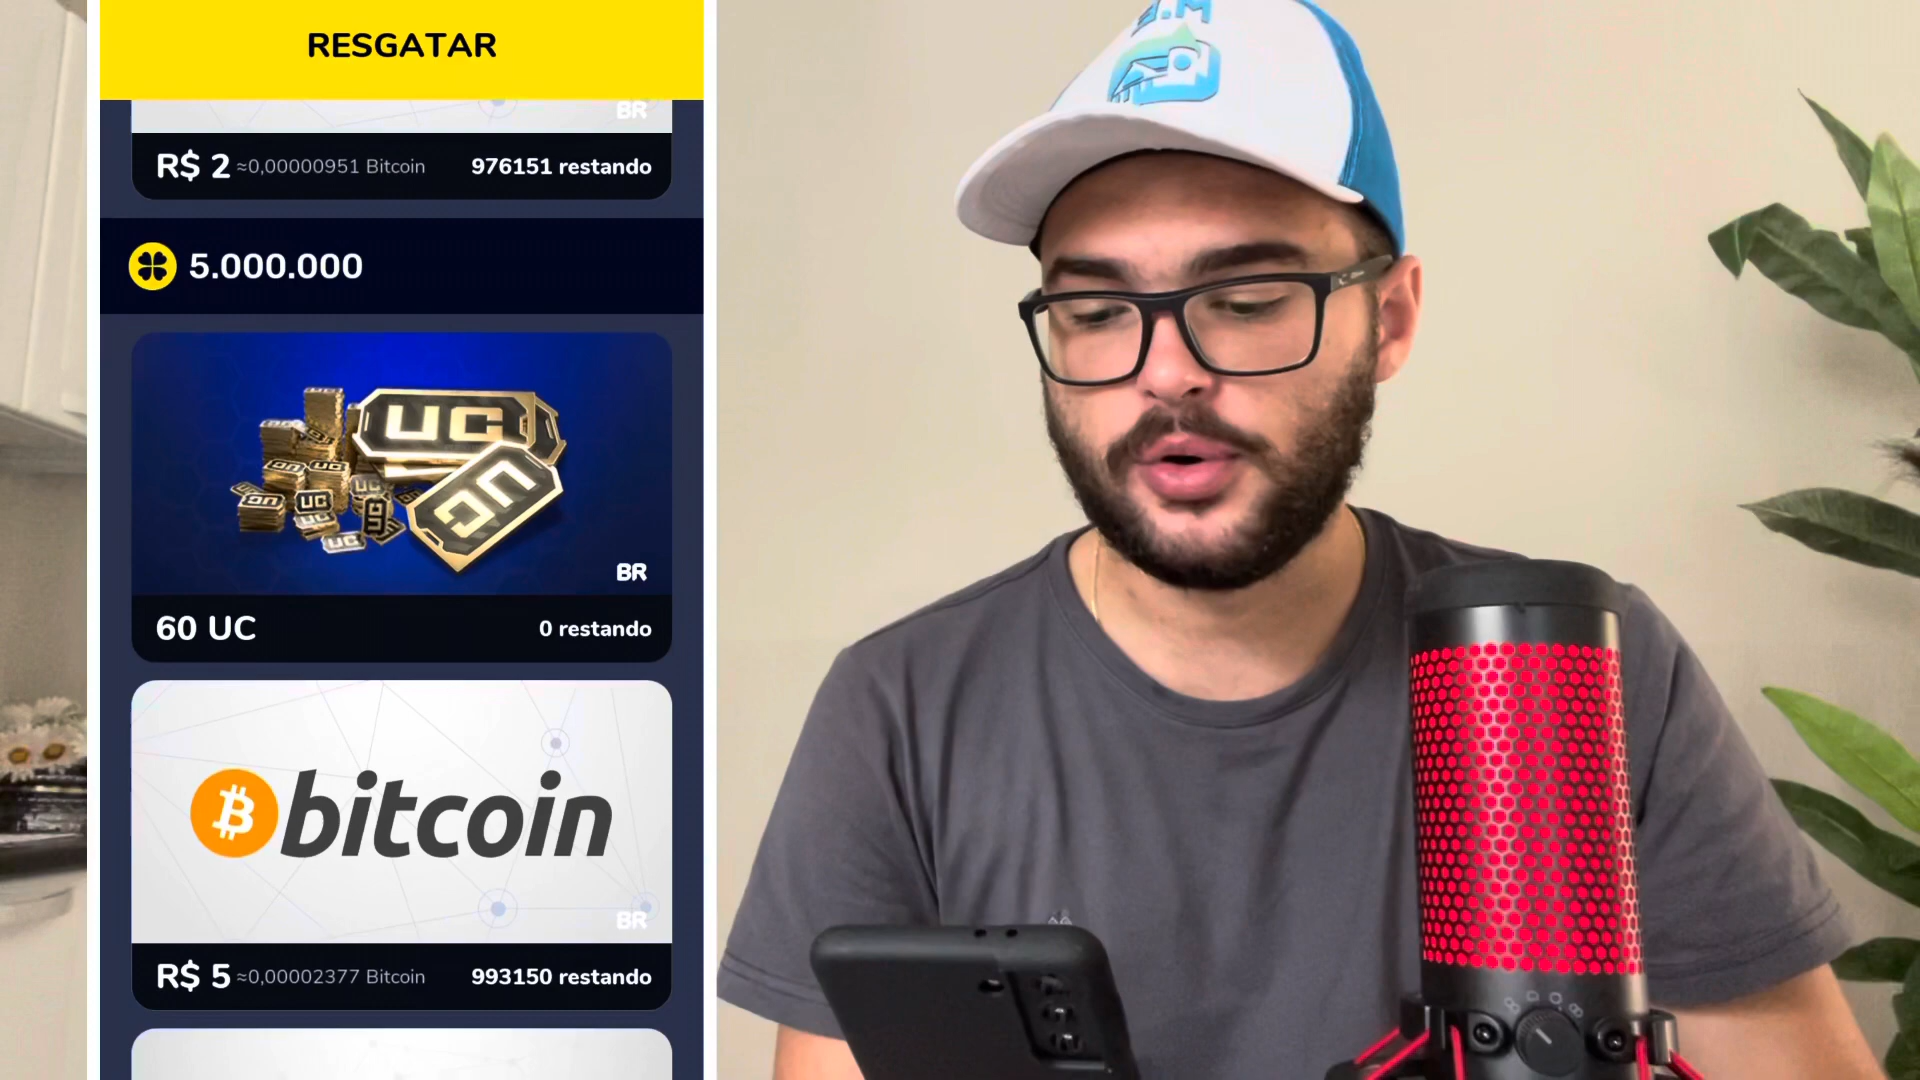 RESGATAR
BR
R$ 2 ≈0,00000951 Bitcoin 976151 restando
5.000.000
UC
UC
BR
60 UC 0 restando
bitcoin
BR
R$ 5 ≈0,00002377 Bitcoin 993150 restando